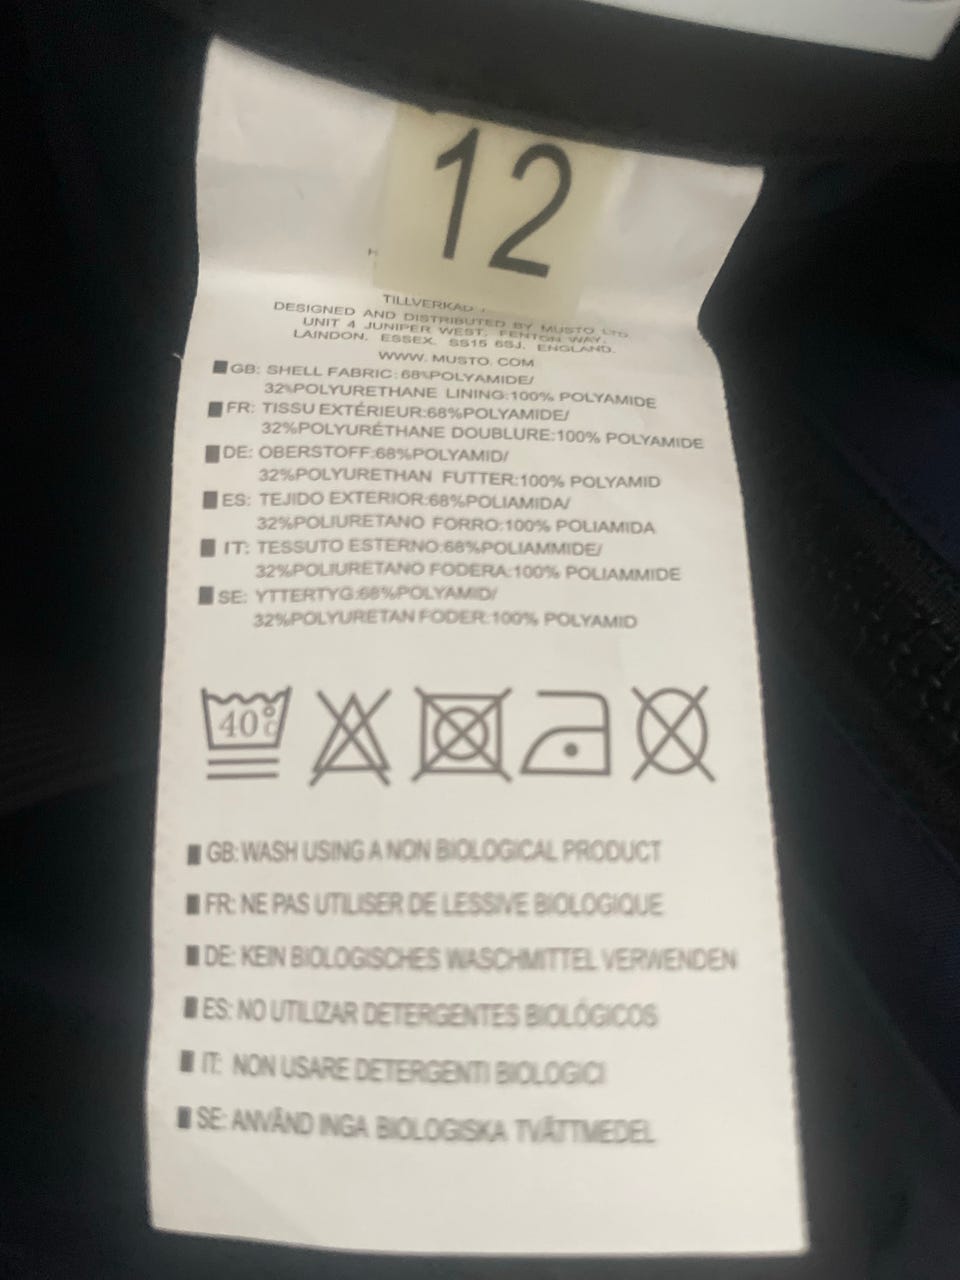 12
H
TILLVERKAD
DESIGNED AND DISTRIBUTED BY MUSTO LTD
UNIT 4 JUNIPER WEST, FENTON WAY,
LAINDON, ESSEX. SS15 6SJ, ENGLAND.
WWW. MUSTO. COM
GB: SHELL FABRIC:68%POLYAMIDE/
32%POLYURETHANE LINING:100% POLYAMIDE
FR: TISSU EXTÉRIEUR:68%POLYAMIDE/
32%POLYURÉTHANE DOUBLURE:100% POLYAMIDE
DE: OBERSTOFF:68%POLYAMID/
32%POLYURETHAN FUTTER:100% POLYAMID
ES: TEJIDO EXTERIOR:68%POLIAMIDA/
32%POLIURETANO FORRO:100% POLIAMIDA
IT: TESSUTO ESTERNO:68%POLIAMMIDE/
32%POLIURETANO FODERA:100% POLIAMMIDE
SE: YTTERTYG:68%POLYAMID/
32%POLYURETAN FODER:100% POLYAMID
40°C
GB: WASH USING A NON BIOLOGICAL PRODUCT
FR: NE PAS UTILISER DE LESSIVE BIOLOGIQUE
DE: KEIN BIOLOGISCHES WASCHMITTEL VERWENDEN
ES: NO UTILIZAR DETERGENTES BIOLÓGICOS
IT: NON USARE DETERGENTI BIOLOGICI
SE: ANVÄND INGA BIOLOGISKA TVÄTTMEDEL